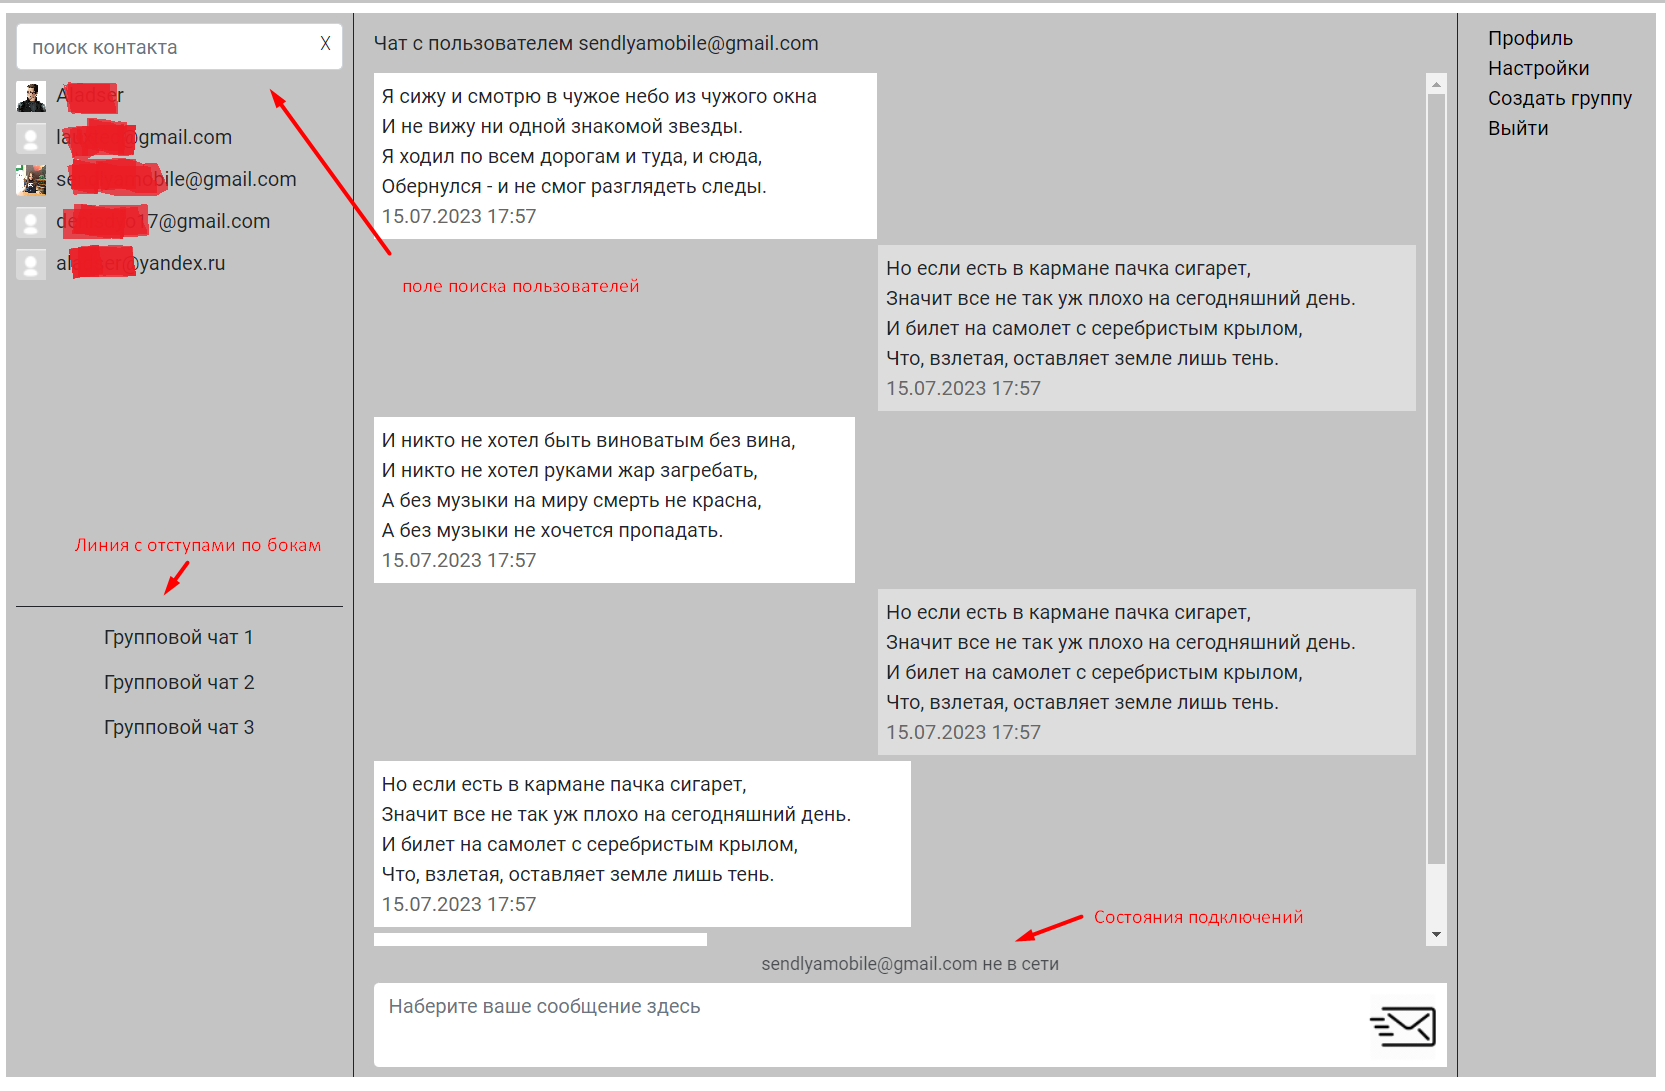 поиск контакта
X
@gmail.com
bile@gmail.com
17@gmail.com
@yandex.ru
Линия с отступами по бокам
Групповой чат 1
Групповой чат 2
Групповой чат 3
Чат с пользователем sendlyamobile@gmail.com
Я сижу и смотрю в чужое небо из чужого окна
И не вижу ни одной знакомой звезды.
Я ходил по всем дорогам и туда, и сюда,
Обернулся - и не смог разглядеть следы.
15.07.2023 17:57
поле поиска пользователей
Но если есть в кармане пачка сигарет,
Значит все не так уж плохо на сегодняшний день.
И билет на самолет с серебристым крылом,
Что, взлетая, оставляет земле лишь тень.
15.07.2023 17:57
И никто не хотел быть виноватым без вина,
И никто не хотел руками жар загребать,
А без музыки на миру смерть не красна,
А без музыки не хочется пропадать.
15.07.2023 17:57
Но если есть в кармане пачка сигарет,
Значит все не так уж плохо на сегодняшний день.
И билет на самолет с серебристым крылом,
Что, взлетая, оставляет земле лишь тень.
15.07.2023 17:57
Но если есть в кармане пачка сигарет,
Значит все не так уж плохо на сегодняшний день.
И билет на самолет с серебристым крылом,
Что, взлетая, оставляет земле лишь тень.
15.07.2023 17:57
Состояния подключений
sendlyamobile@gmail.com не в сети
Наберите ваше сообщение здесь
Профиль
Настройки
Создать группу
Выйти